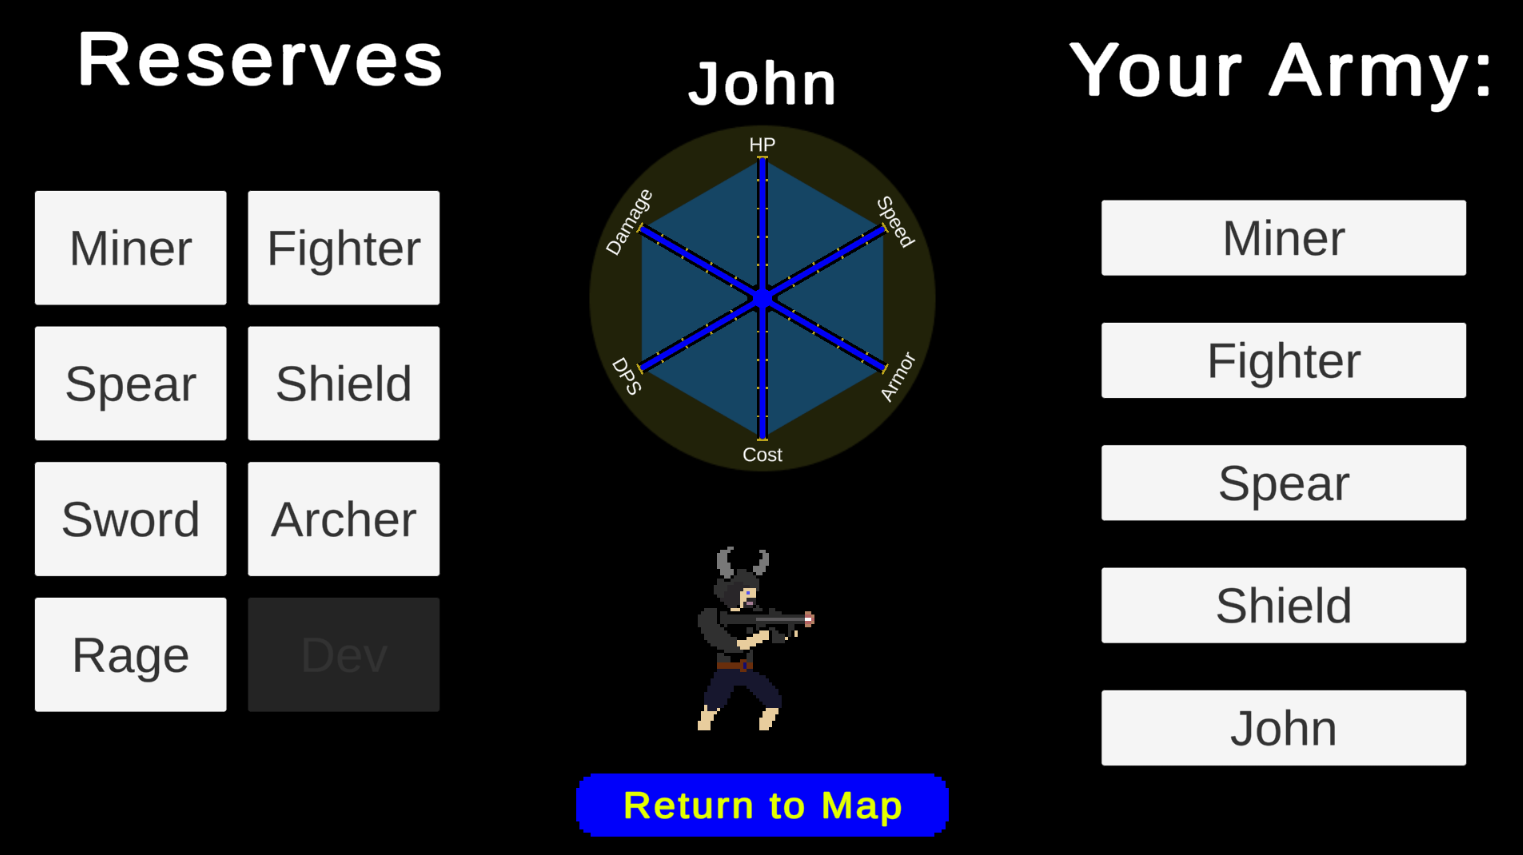 Reserves
Miner
Fighter
Spear
Shield
Sword
Archer
Rage
Dev
John
HP
Speed
Armor
Cost
DPS
Damage
Return to Map
Your Army:
Miner
Fighter
Spear
Shield
John